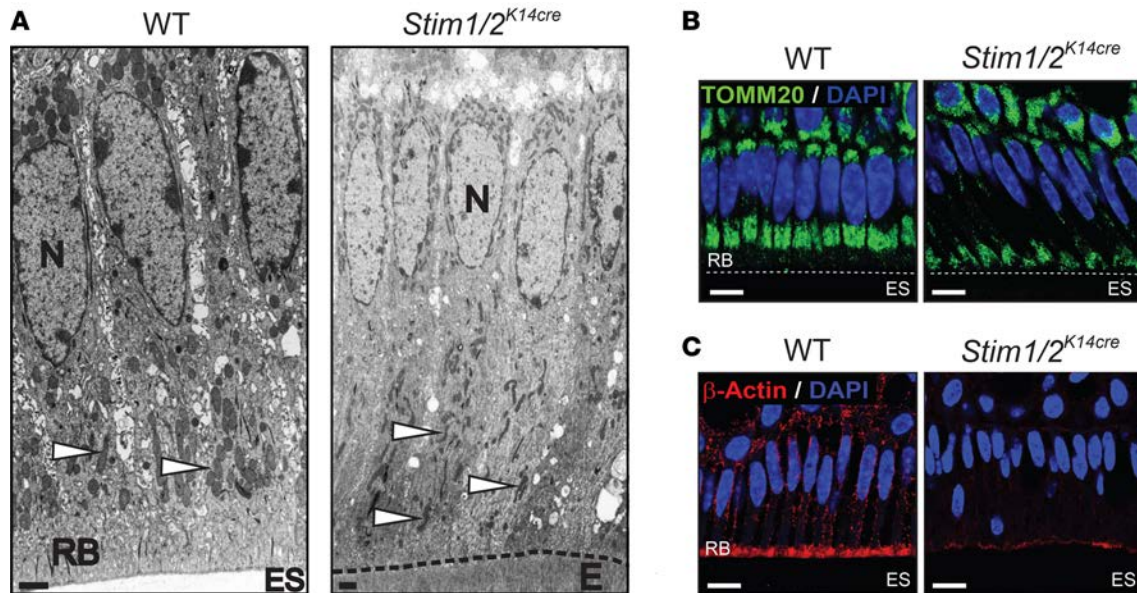 A
WT
Stim1/2K14cre
N
RB
ES
N
E
B
WT
Stim1/2K14cre
TOMM20 / DAPI
RB
ES
ES
C
WT
Stim1/2K14cre
β-Actin / DAPI
RB
ES
ES